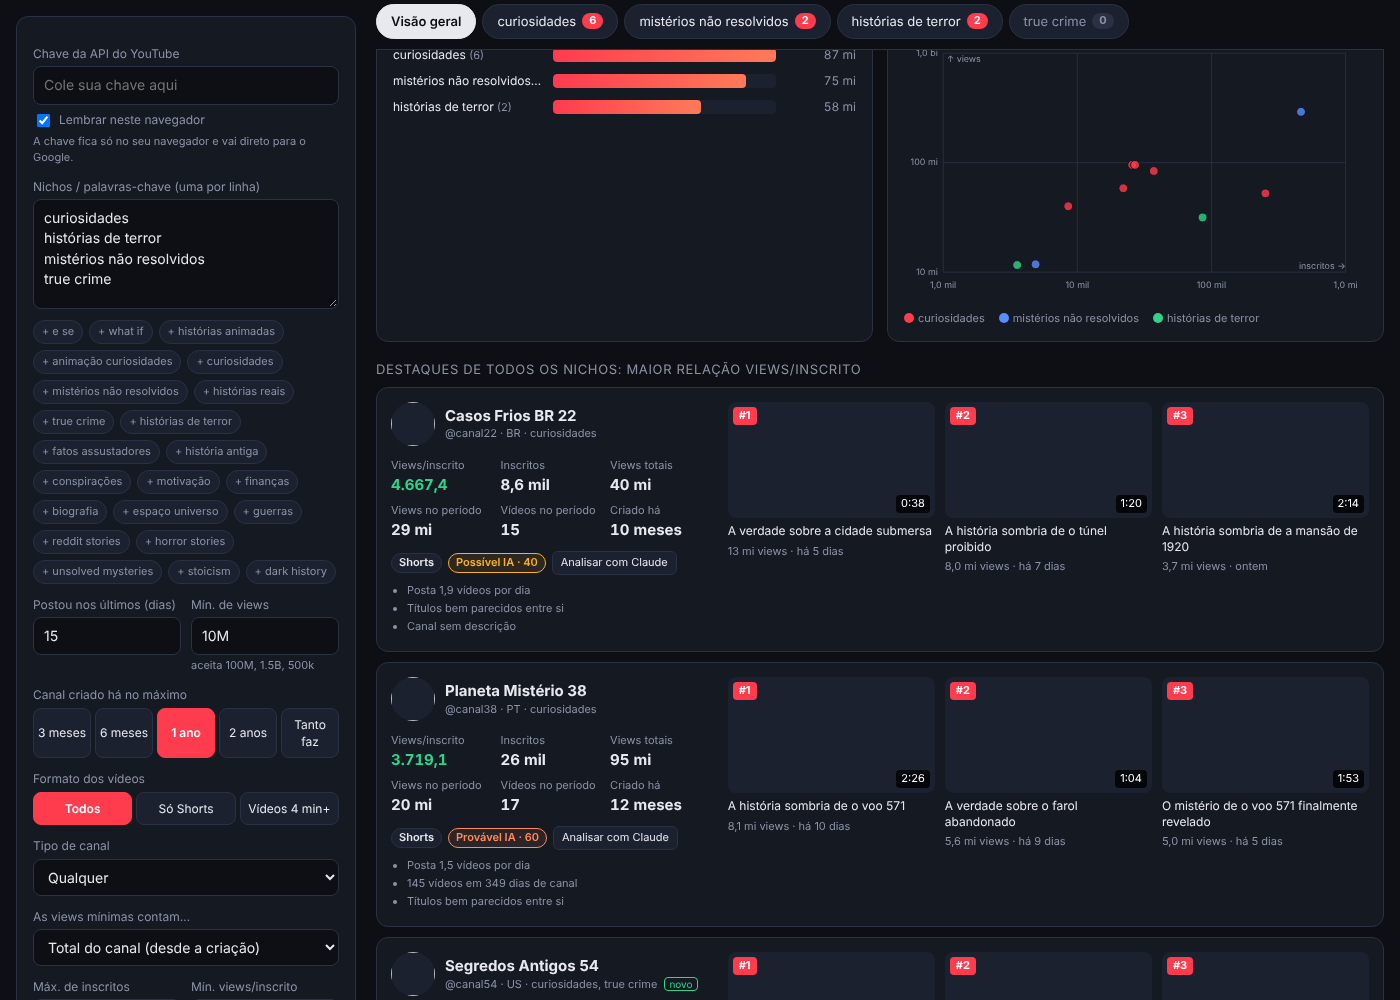 Chave da API do YouTube
Cole sua chave aqui
Lembrar neste navegador
A chave fica só no seu navegador e vai direto para o
Google.
Nichos / palavras-chave (uma por linha)
curiosidades
histórias de terror
mistérios não resolvidos
true crime
+ e se
+ what if
+ histórias animadas
+ animação curiosidades
+ curiosidades
+ mistérios não resolvidos
+ histórias reais
+ true crime
+ histórias de terror
+ fatos assustadores
+ história antiga
+ conspirações
+ motivação
+ finanças
+ biografia
+ espaço universo
+ guerras
+ reddit stories
+ horror stories
+ unsolved mysteries
+ stoicism
+ dark history
Postou nos últimos (dias)
Mín. de views
15
10M
aceita 100M, 1.5B, 500k
Canal criado há no máximo
3 meses
6 meses
1 ano
2 anos
Tanto
faz
Formato dos vídeos
Todos
Só Shorts
Vídeos 4 min+
Tipo de canal
Qualquer
As views mínimas contam...
Total do canal (desde a criação)
Máx. de inscritos
Mín. views/inscrito
Visão geral
curiosidades 6
mistérios não resolvidos 2
histórias de terror 2
true crime 0
curiosidades (6)
87 mi
mistérios não resolvidos...
75 mi
histórias de terror (2)
58 mi
1,0 bi
↑ views
100 mi
10 mi
inscritos →
1,0 mil
10 mil
100 mil
1,0 mi
curiosidades
mistérios não resolvidos
histórias de terror
DESTAQUES DE TODOS OS NICHOS: MAIOR RELAÇÃO VIEWS/INSCRITO
Casos Frios BR 22
@canal22 · BR · curiosidades
Views/inscrito
Inscritos
Views totais
4.667,4
8,6 mil
40 mi
Views no período
Vídeos no período
Criado há
29 mi
15
10 meses
Shorts
Possível IA · 40
Analisar com Claude
• Posta 1,9 vídeos por dia
• Títulos bem parecidos entre si
• Canal sem descrição
#1
0:38
A verdade sobre a cidade submersa
13 mi views · há 5 dias
#2
1:20
A história sombria de o túnel
proibido
8,0 mi views · há 7 dias
#3
2:14
A história sombria de a mansão de
1920
3,7 mi views · ontem
Planeta Mistério 38
@canal38 · PT · curiosidades
Views/inscrito
Inscritos
Views totais
3.719,1
26 mil
95 mi
Views no período
Vídeos no período
Criado há
20 mi
17
12 meses
Shorts
Provável IA · 60
Analisar com Claude
• Posta 1,5 vídeos por dia
• 145 vídeos em 349 dias de canal
• Títulos bem parecidos entre si
#1
2:26
A história sombria de o voo 571
8,1 mi views · há 10 dias
#2
1:04
A verdade sobre o farol
abandonado
5,6 mi views · há 9 dias
#3
1:53
O mistério de o voo 571 finalmente
revelado
5,0 mi views · há 5 dias
Segredos Antigos 54
@canal54 · US · curiosidades, true crime
novo
#1
#2
#3